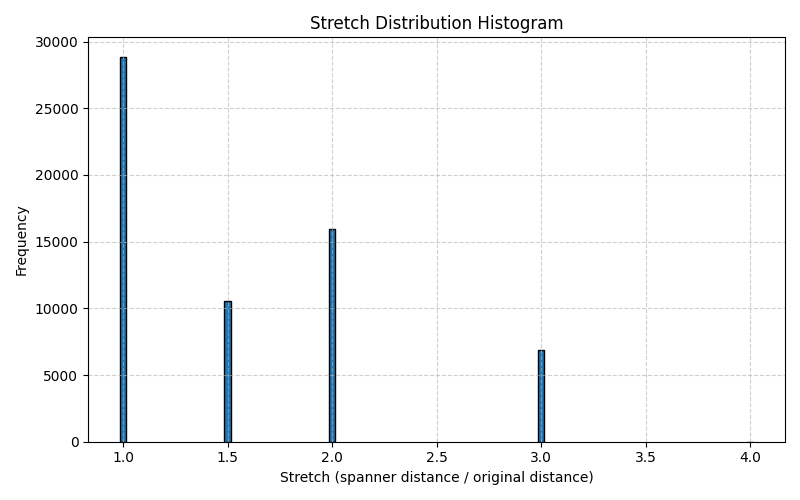 Stretch Distribution Histogram
30000
25000
20000
15000
10000
5000
0
Frequency
1.0 1.5 2.0 2.5 3.0 3.5 4.0
Stretch (spanner distance / original distance)